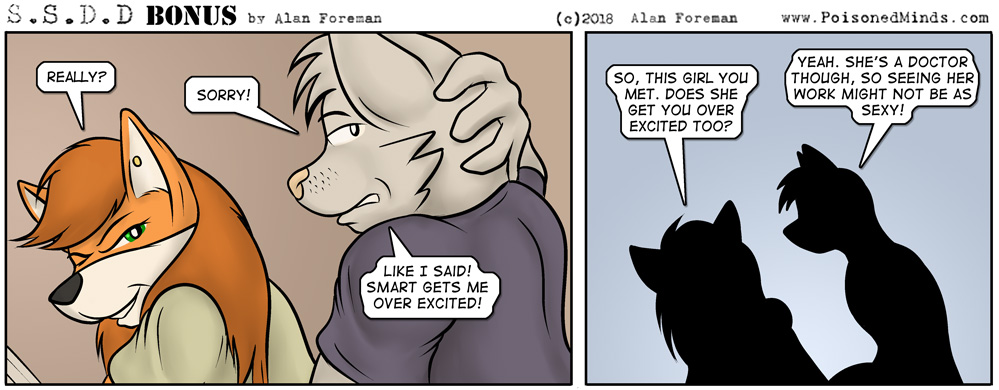 S.S.D.D BONUS by Alan Foreman (c)2018 Alan Foreman www.PoisonedMinds.com
REALLY?
SORRY!
LIKE I SAID!
SMART GETS ME
OVER EXCITED!
SO, THIS GIRL YOU
MET. DOES SHE
GET YOU OVER
EXCITED TOO?
YEAH. SHE'S A DOCTOR
THOUGH, SO SEEING HER
WORK MIGHT NOT BE AS
SEXY!